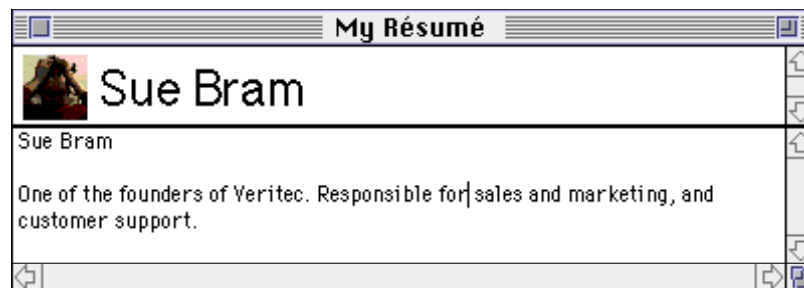 My Résumé
Sue Bram
Sue Bram
One of the founders of Veritec. Responsible for sales and marketing, and
customer support.